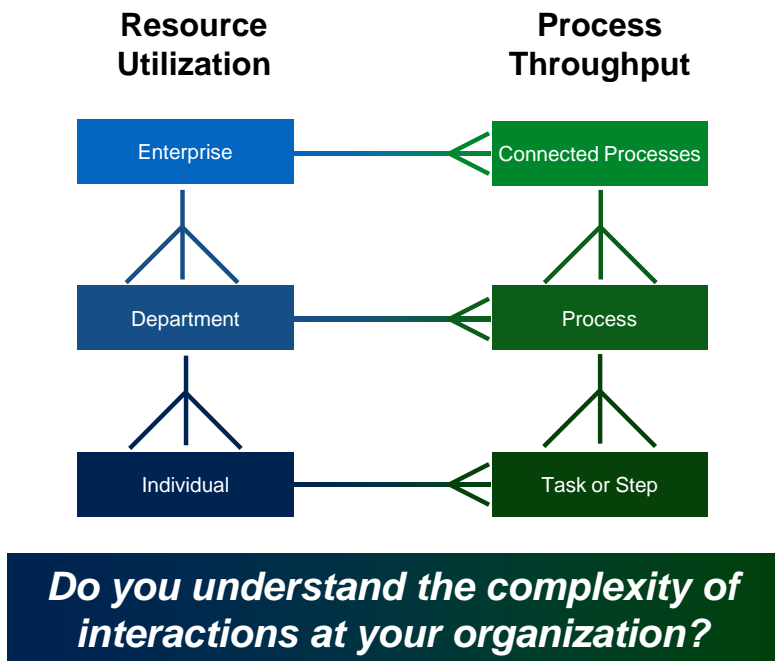 Resource
Utilization
Process
Throughput
Enterprise
Connected Processes
Department
Process
Individual
Task or Step
Do you understand the complexity of
interactions at your organization?